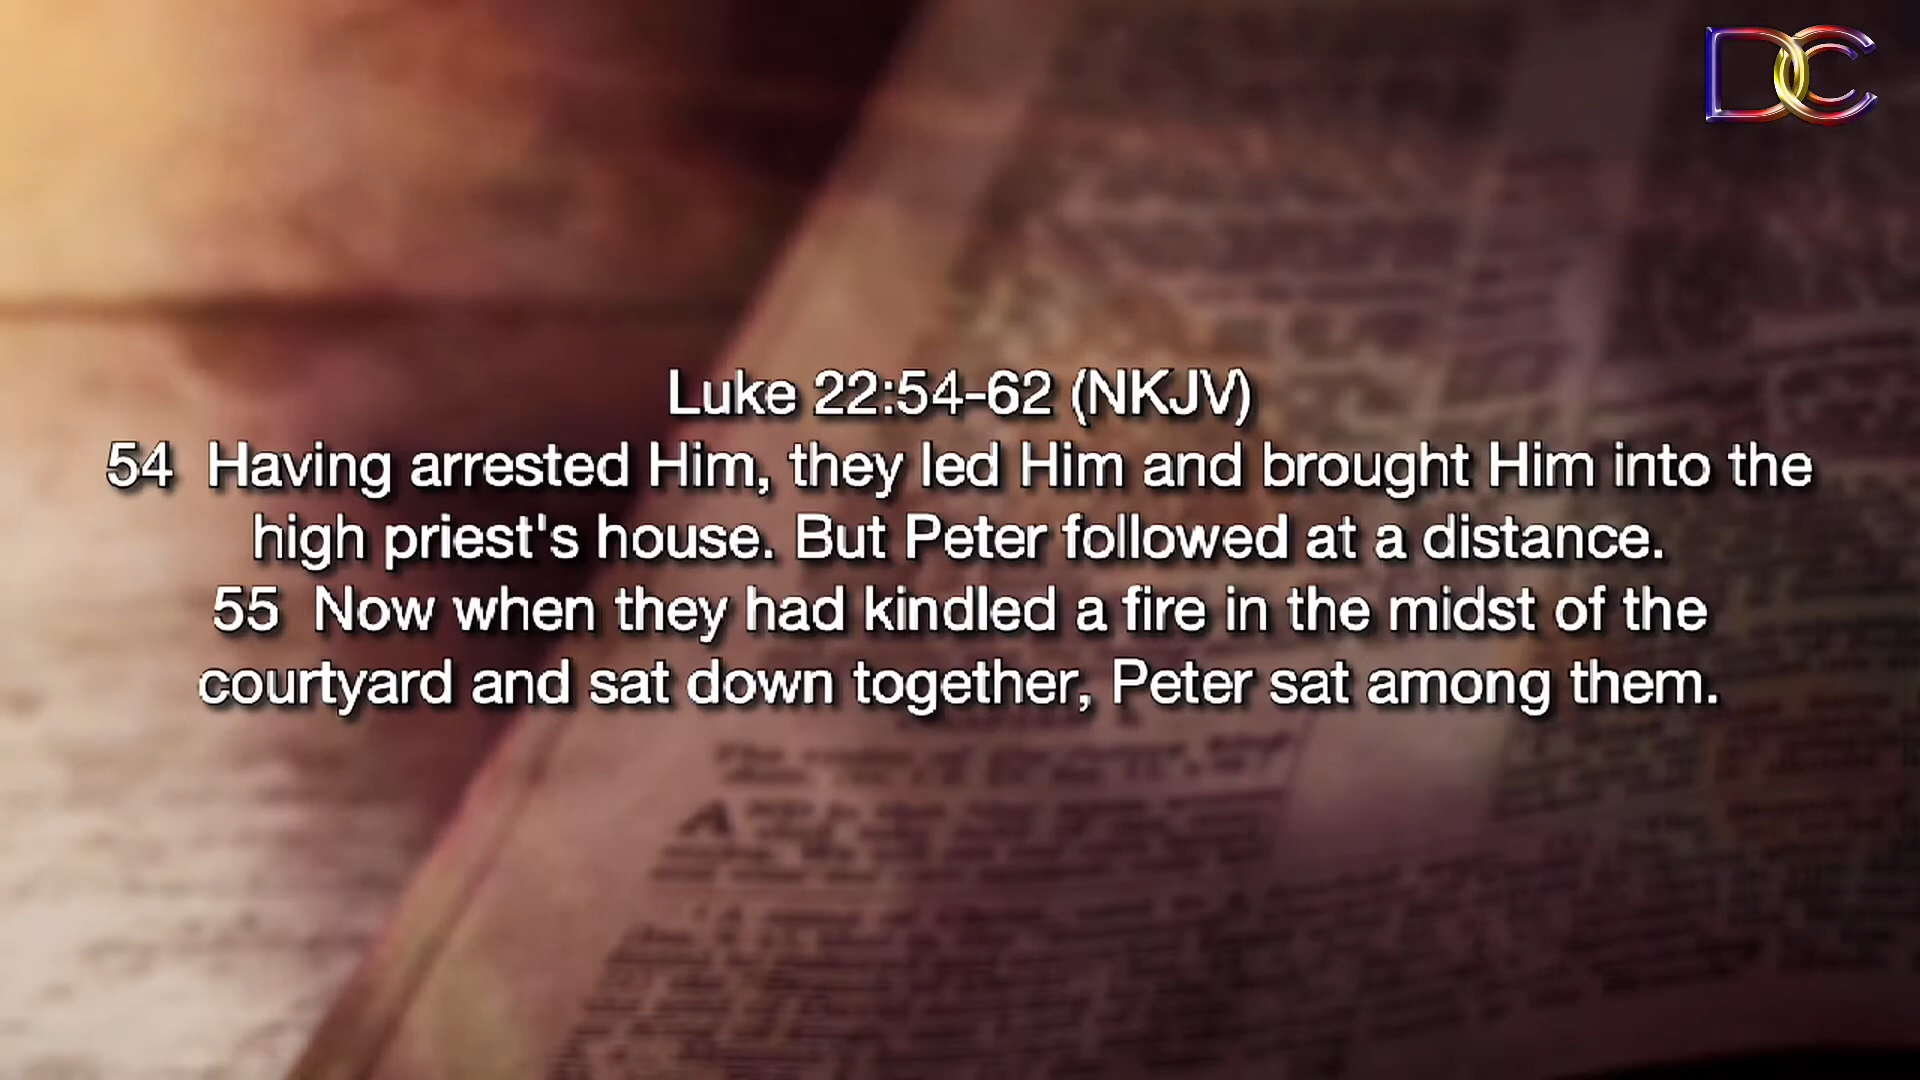 DC
Luke 22:54-62 (NKJV)
54 Having arrested Him, they led Him and brought Him into the
high priest's house. But Peter followed at a distance.
55 Now when they had kindled a fire in the midst of the
courtyard and sat down together, Peter sat among them.